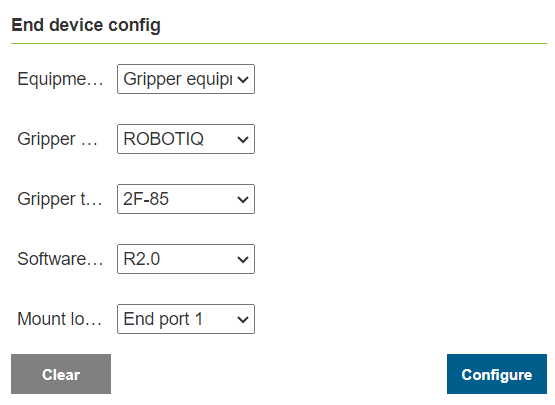 End device config
Equipme... Gripper equip
Gripper ... ROBOTIQ
Gripper t... 2F-85
Software... R2.0
Mount lo... End port 1
Clear Configure